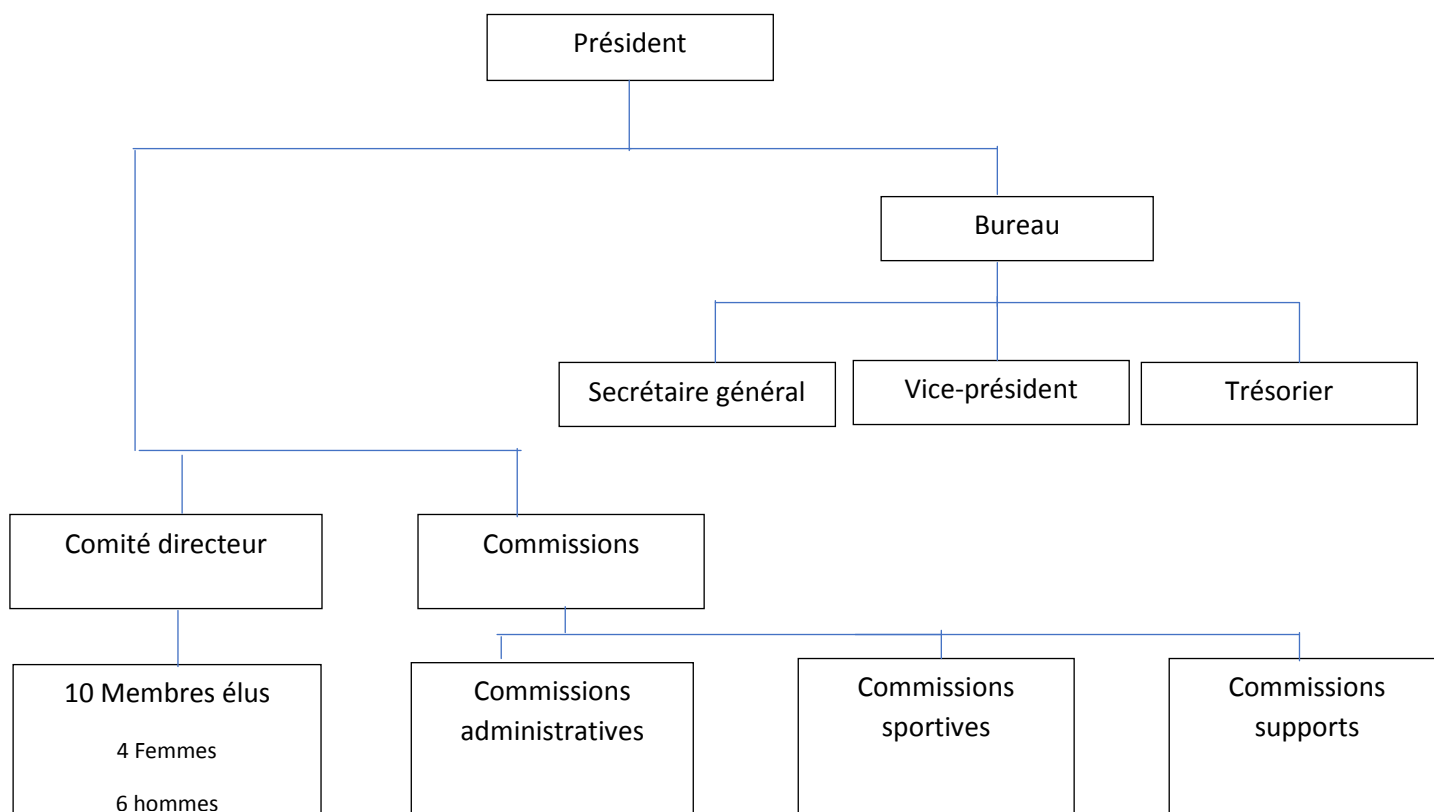 Président
Bureau
Secrétaire général
Vice-président
Trésorier
Comité directeur
Commissions
10 Membres élus
4 Femmes
6 hommes
Commissions
administratives
Commissions
sportives
Commissions
supports